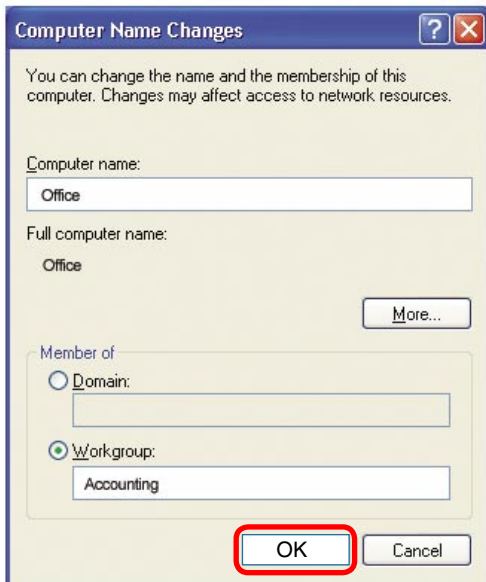 Computer Name Changes
You can change the name and the membership of this
computer. Changes may affect access to network resources.
Computer name:
Office
Full computer name:
Office
More...
Member of
Domain:
Workgroup:
Accounting
OK
Cancel